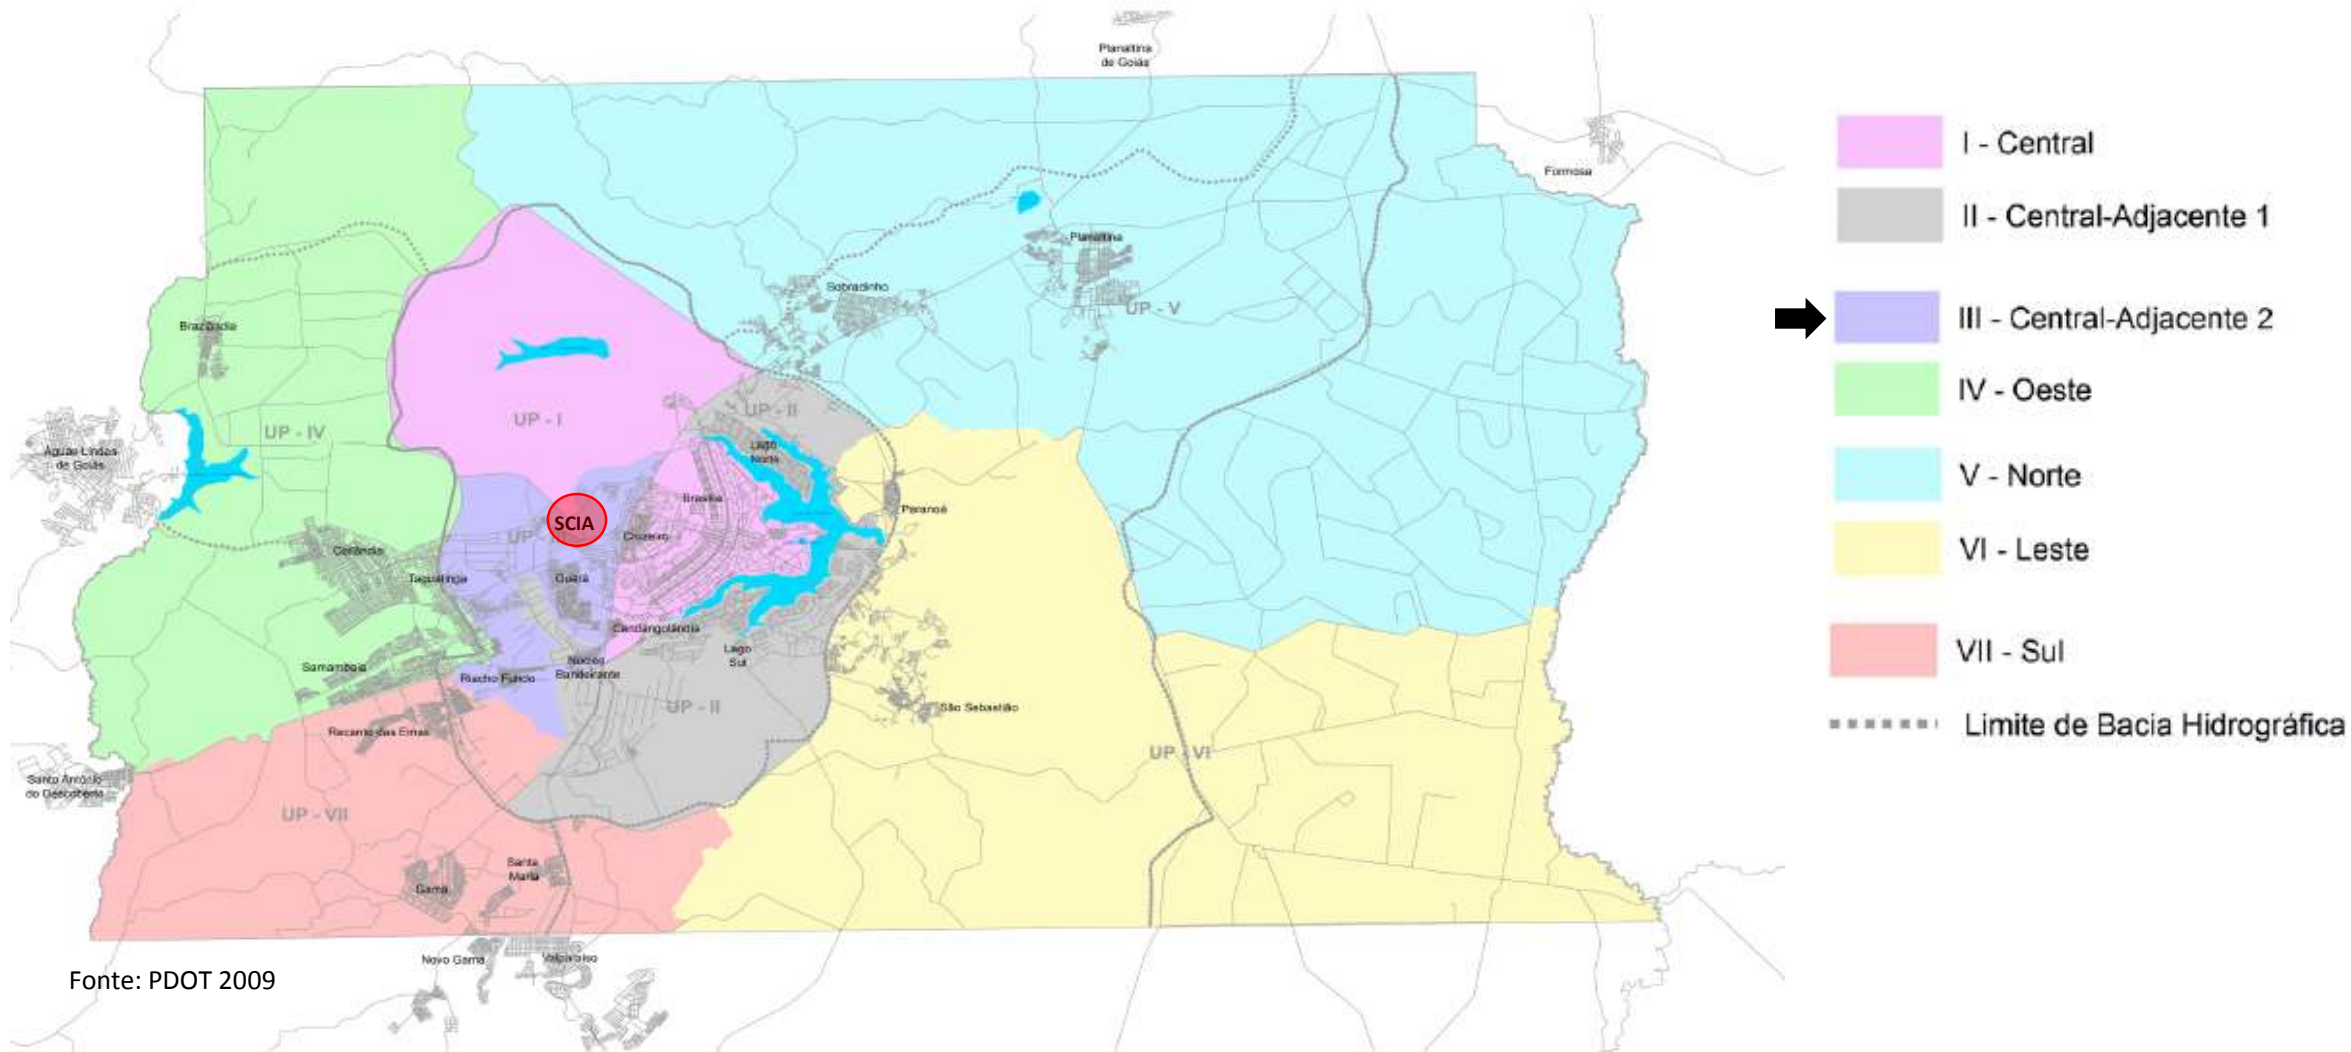 Planaltina
de Goiás
Formosa
Planaltina
UP - V
Sobradinho
Brazlândia
UP - IV
UP - I
UP - II
Águas Lindas
de Goiás
Lago
Norte
Brasília
Paranoá
SCIA
UP -
Cruzeiro
Ceilândia
Taguatinga
Guará
Candangolândia
Lago
Sul
Samambaia
Riacho Fundo
Núcleo
Bandeirante
UP - II
São Sebastião
Recanto das Emas
UP - VI
Santo Antônio
do Descoberto
UP - VII
Santa
Maria
Gama
Novo Gama
Valparaíso
Fonte: PDOT 2009
I - Central
II - Central-Adjacente 1
III - Central-Adjacente 2
IV - Oeste
V - Norte
VI - Leste
VII - Sul
Limite de Bacia Hidrográfica